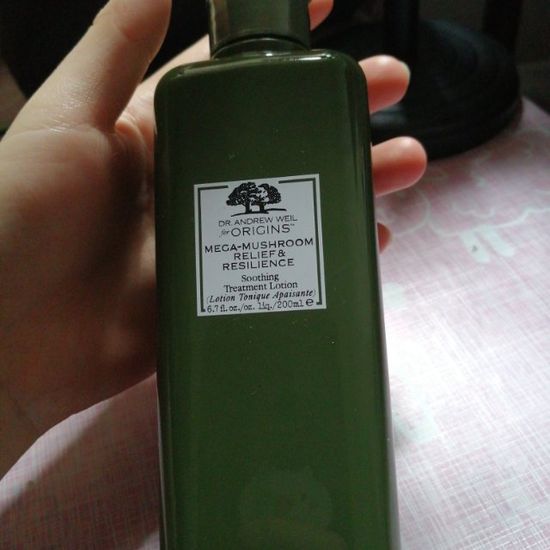 DR. ANDREW WEIL
for ORIGINS™
MEGA-MUSHROOM
RELIEF &
RESILIENCE
Soothing
Treatment Lotion
(Lotion Tonique Apaisante)
6.7 fl. oz./oz. liq./200ml ℮